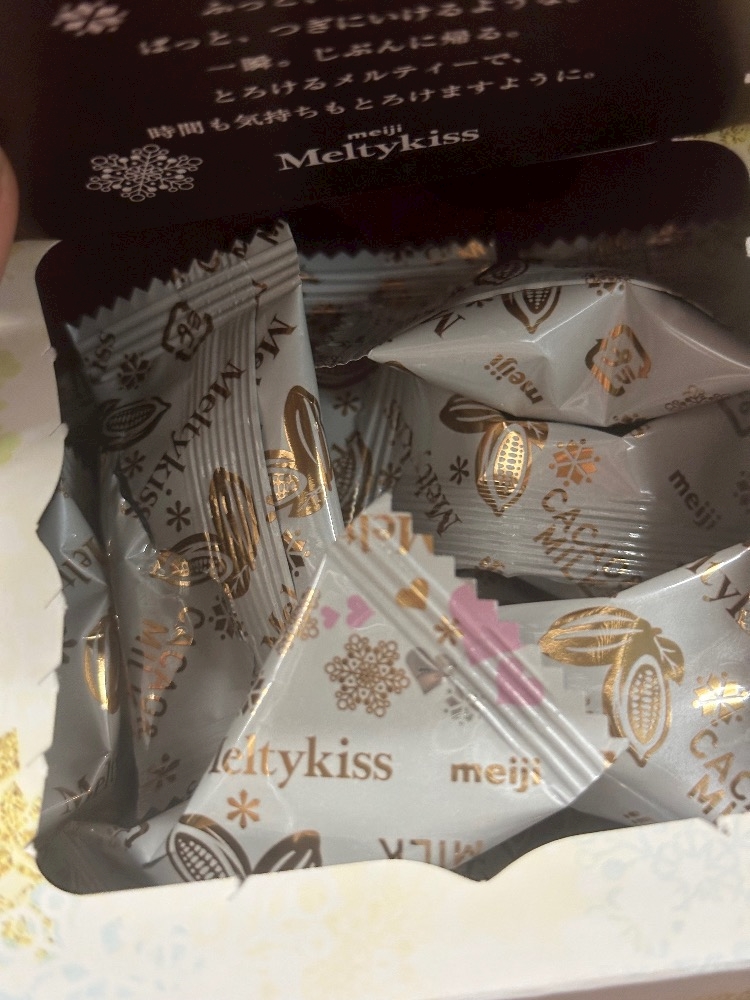 ぱっと、つぎにいけるような、
一瞬。じぶんに帰る。
とろけるメルティーで、
時間も気持ちもとろけますように。
meiji
Meltykiss
Meltykiss
meiji
CACAO&
MILK
meiji
Meltykiss
CACAO&
MILK
Meltykiss
meiji
MILK